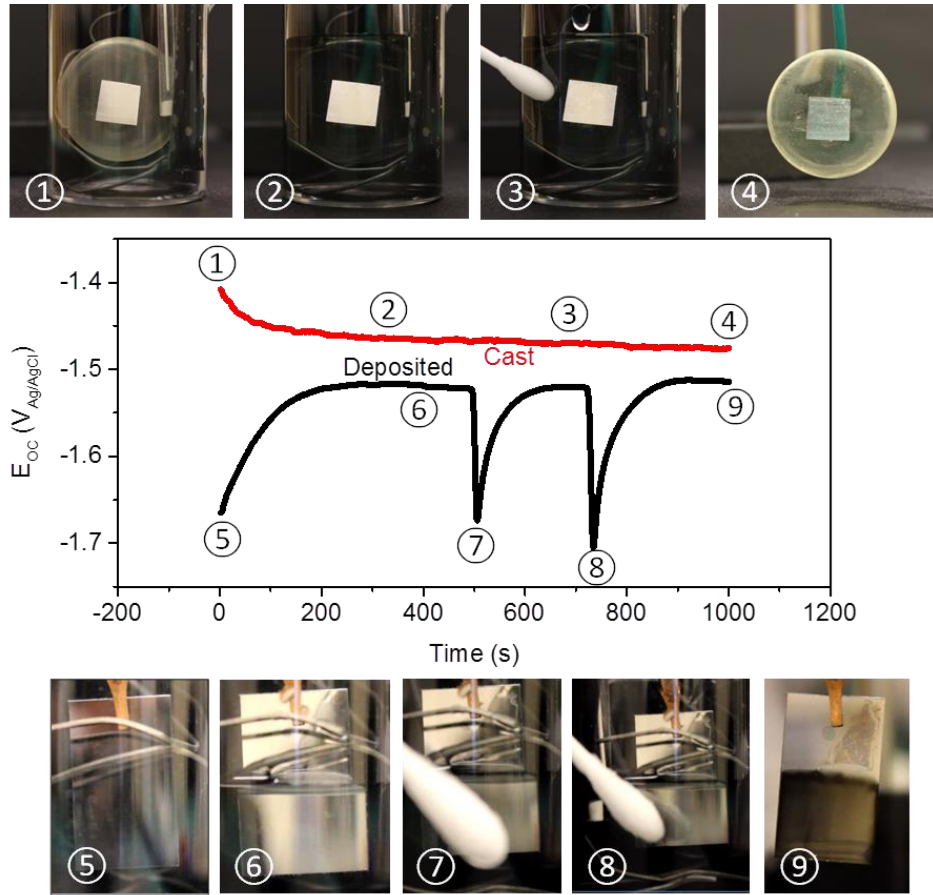 ① ② ③ ④
-1.4
-1.5
-1.6
-1.7
E_OC (V_Ag/AgCl)
①
②
③
④
Cast
Deposited
⑤
⑥
⑦
⑧
⑨
-200 0 200 400 600 800 1000 1200
Time (s)
⑤ ⑥ ⑦ ⑧ ⑨